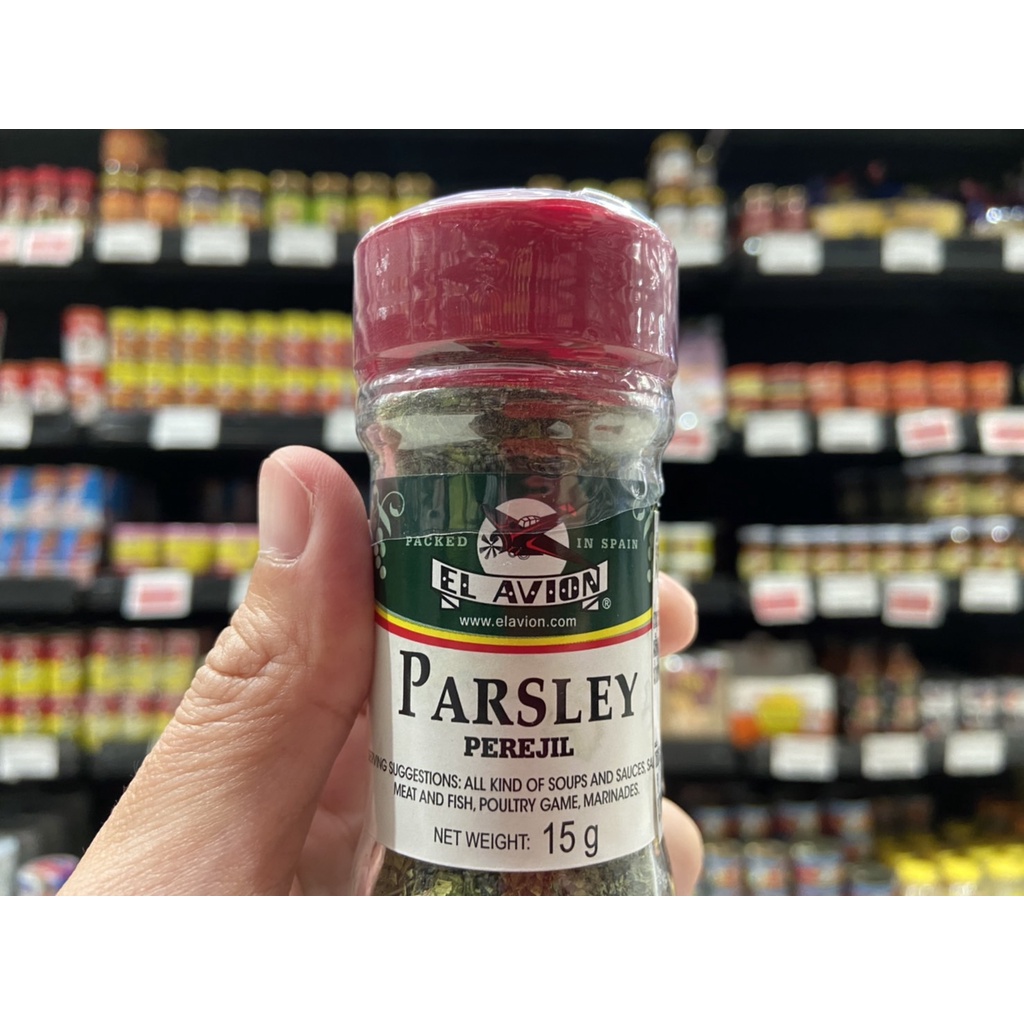 PACKED IN SPAIN
EL AVION ®
www.elavion.com
PARSLEY
PEREJIL
SUGGESTIONS: ALL KIND OF SOUPS AND SAUCES,
MEAT AND FISH, POULTRY GAME, MARINADES.
NET WEIGHT: 15 g